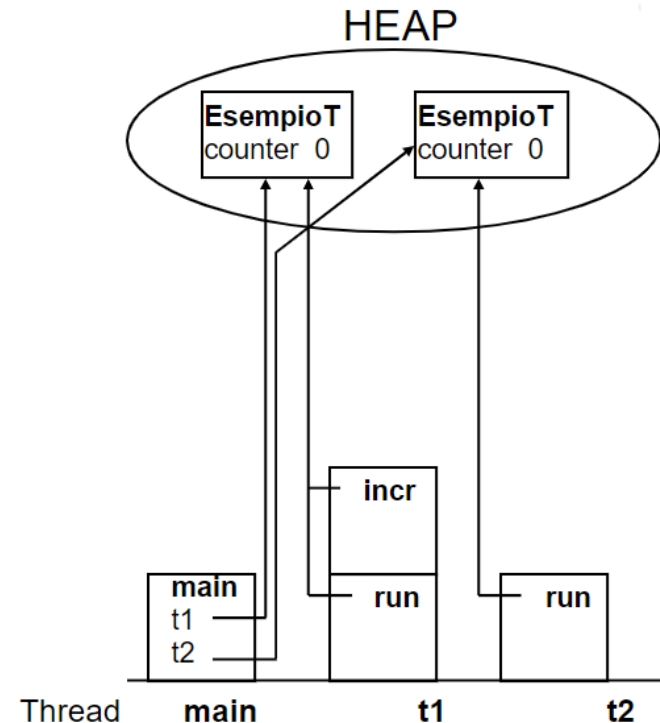 HEAP
EsempioT
counter 0
EsempioT
counter 0
incr
main
t1
t2
run
run
Thread main t1 t2